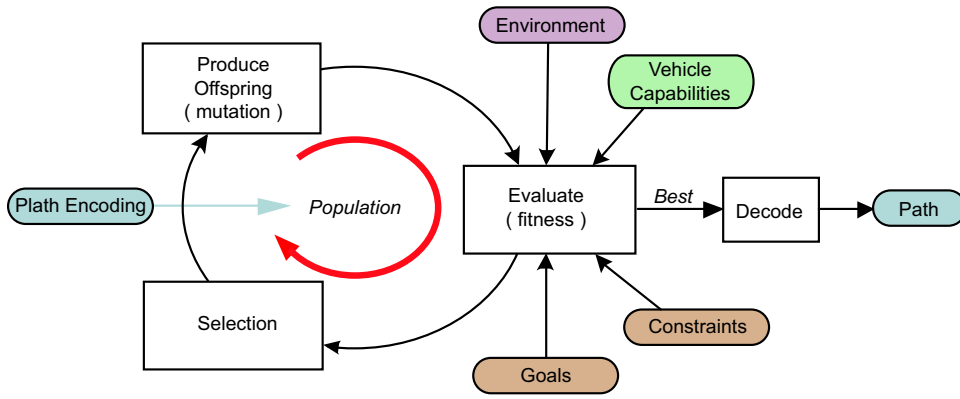 Environment
Produce
Offspring
( mutation )
Vehicle
Capabilities
Plath Encoding
Population
Evaluate
( fitness )
Best
Decode
Path
Selection
Constraints
Goals